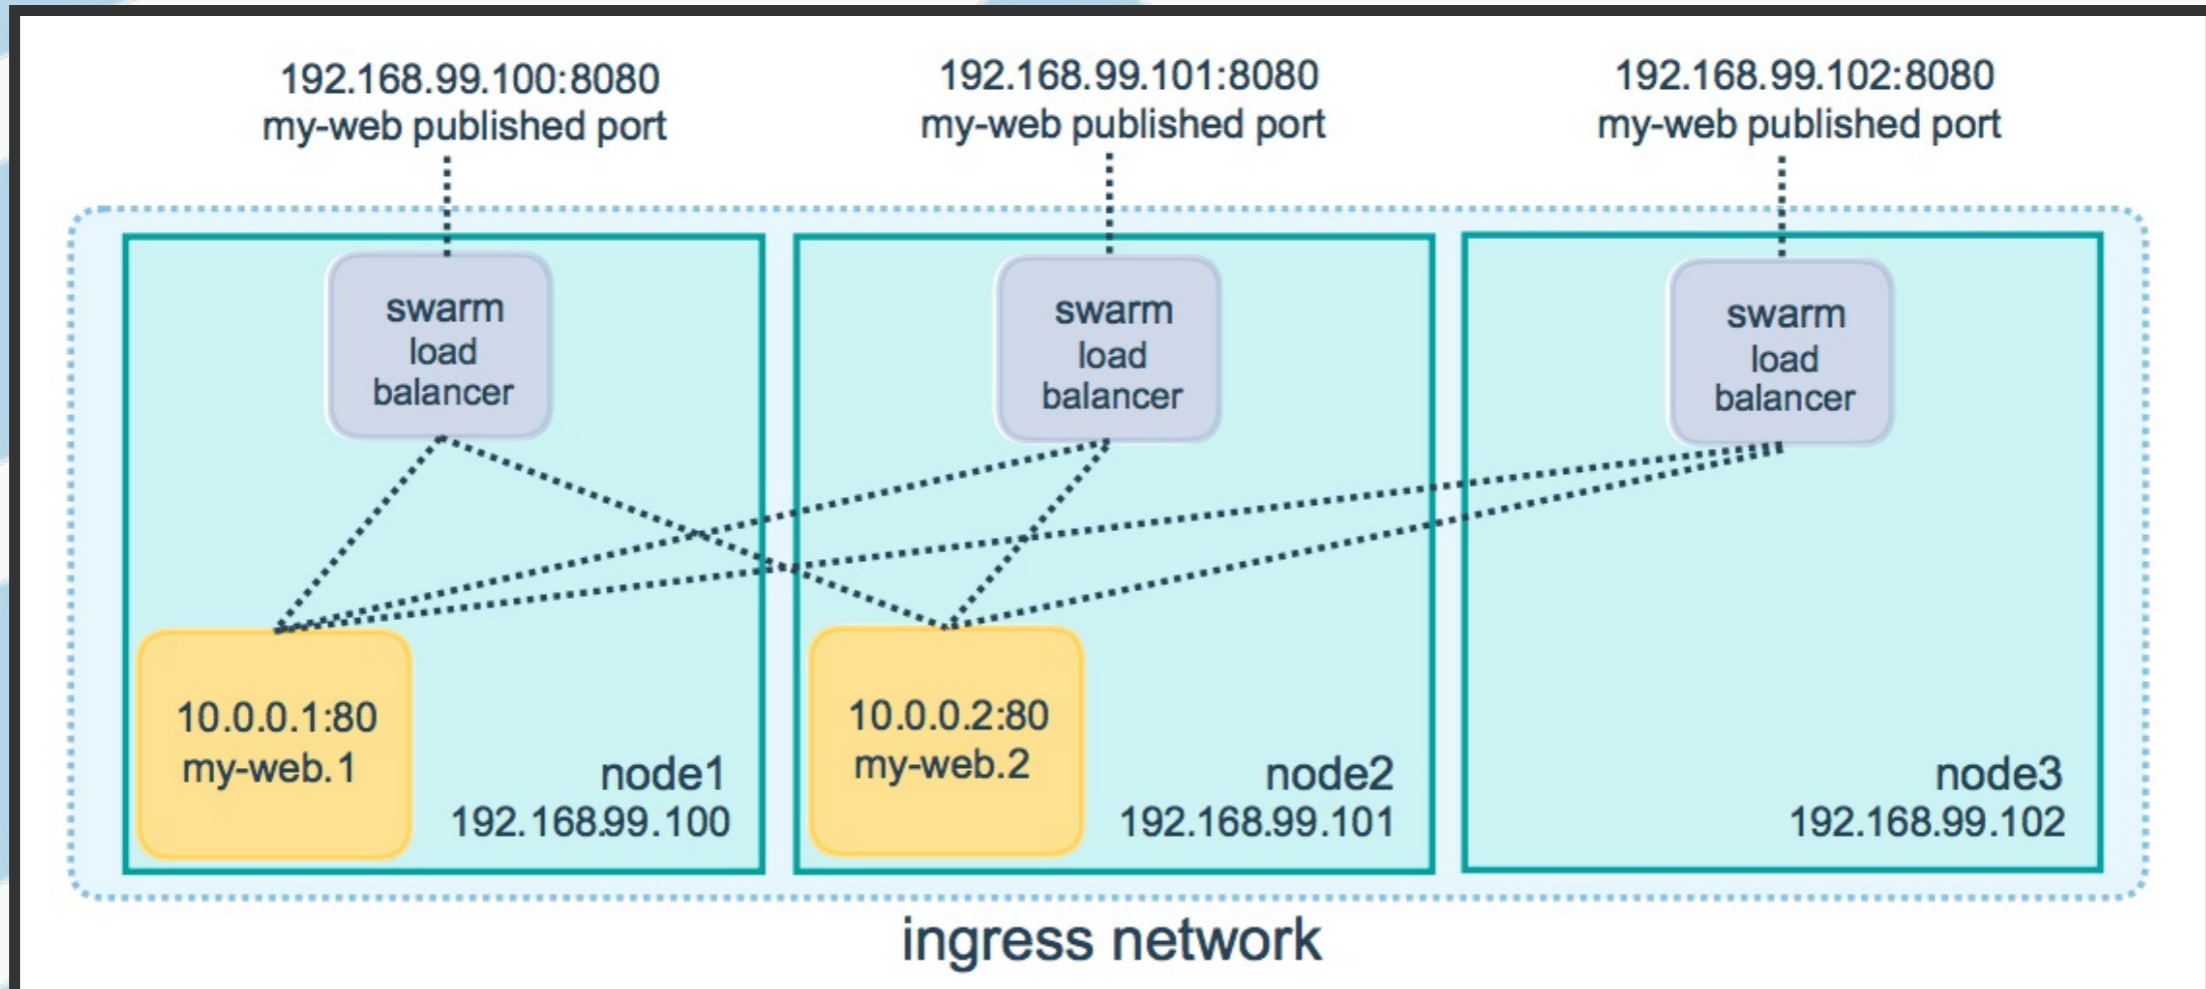 192.168.99.100:8080
my-web published port
192.168.99.101:8080
my-web published port
192.168.99.102:8080
my-web published port
swarm
load
balancer
swarm
load
balancer
swarm
load
balancer
10.0.0.1:80
my-web.1
node1
192.168.99.100
10.0.0.2:80
my-web.2
node2
192.168.99.101
node3
192.168.99.102
ingress network